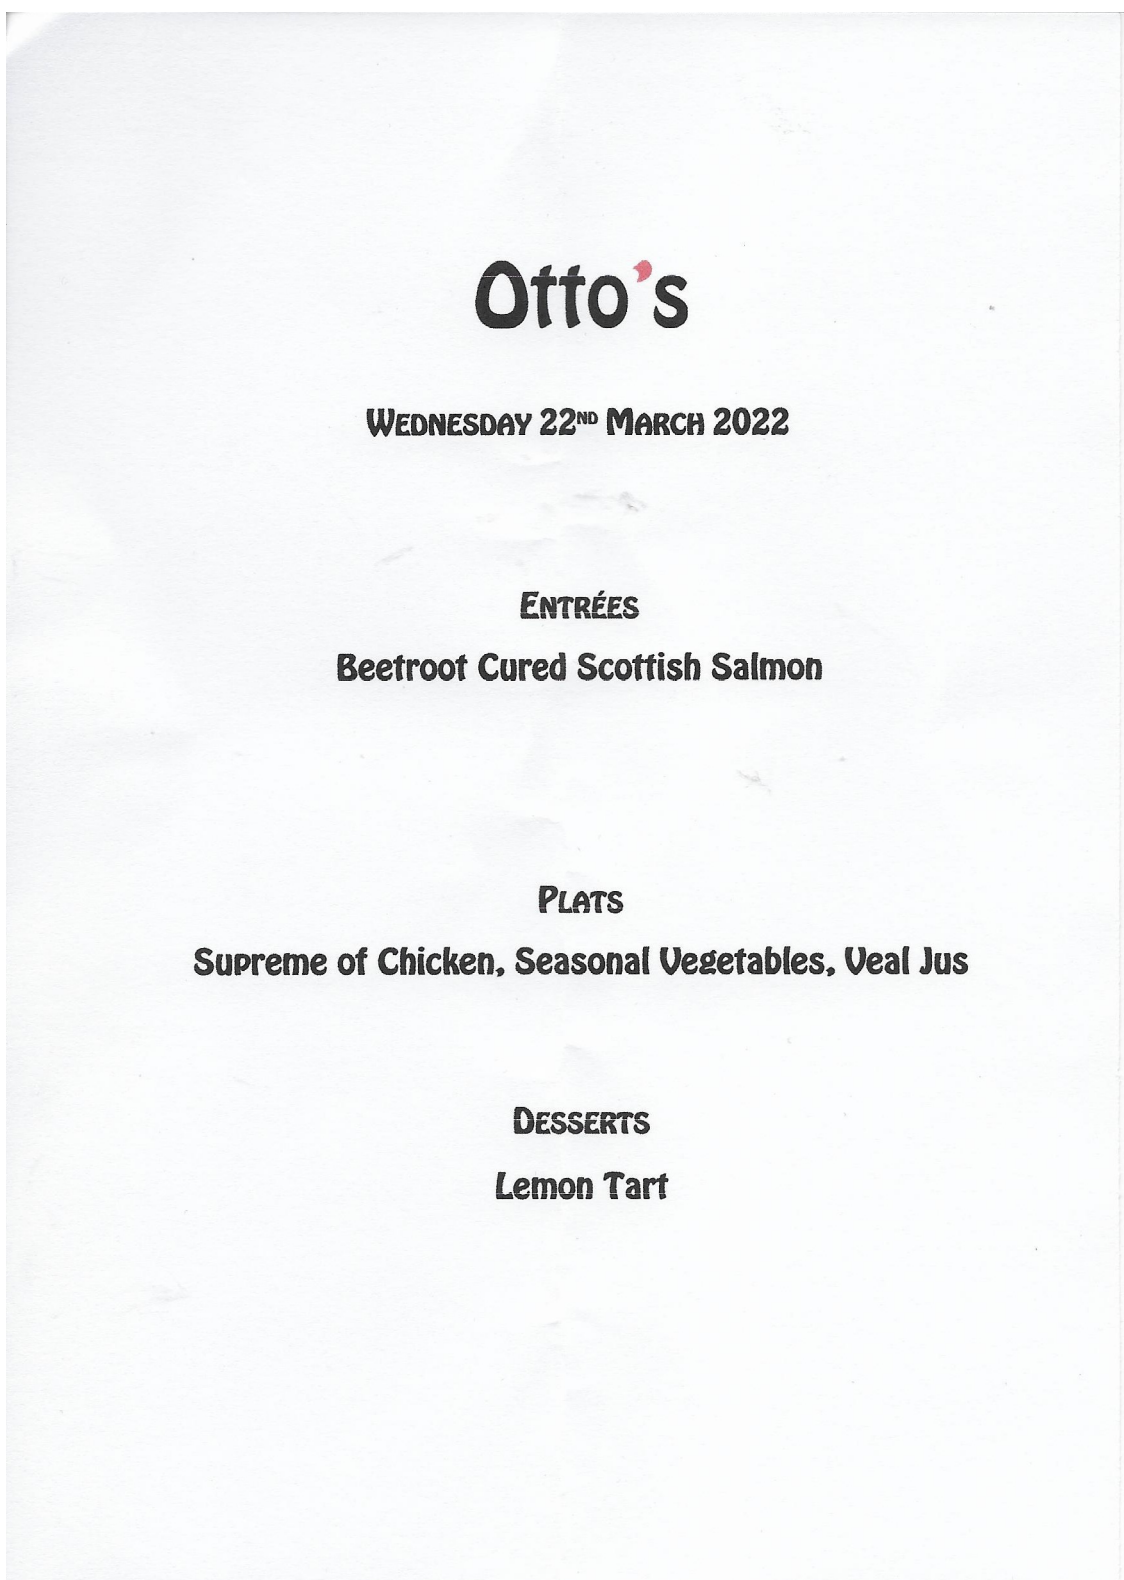 Otto's
WEDNESDAY 22ND MARCH 2022
ENTRÉES
Beetroot Cured Scottish Salmon
PLATS
Supreme of Chicken, Seasonal Vegetables, Veal Jus
DESSERTS
Lemon Tart